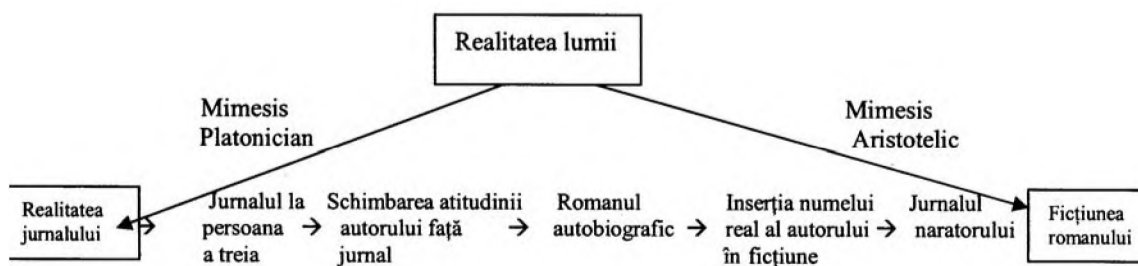 Realitatea lumii
Mimesis
Platonician
Mimesis
Aristotelic
Realitatea
jurnalului
→
Jurnalul la
persoana →
a treia
Schimbarea atitudinii
autorului față →
jurnal
Romanul
autobiografic →
Inserția numelui
real al autorului →
în ficțiune
Jurnalul
naratorului
Ficțiunea
romanului